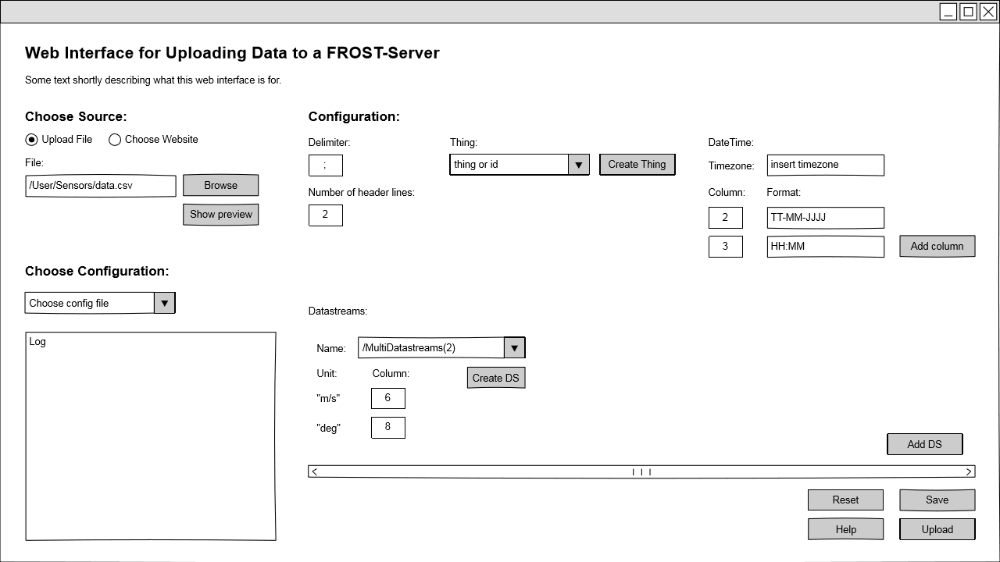 Web Interface for Uploading Data to a FROST-Server
Some text shortly describing what this web interface is for.
Choose Source:
Upload File
Choose Website
File:
/User/Sensors/data.csv
Browse
Show preview
Choose Configuration:
Choose config file
Log
Configuration:
Delimiter:
;
Number of header lines:
2
Thing:
thing or id
Create Thing
DateTime:
Timezone:
insert timezone
Column:
Format:
2
TT-MM-JJJJ
3
HH:MM
Add column
Datastreams:
Name:
/MultiDatastreams(2)
Unit:
Column:
Create DS
"m/s"
6
"deg"
8
Add DS
Reset
Save
Help
Upload